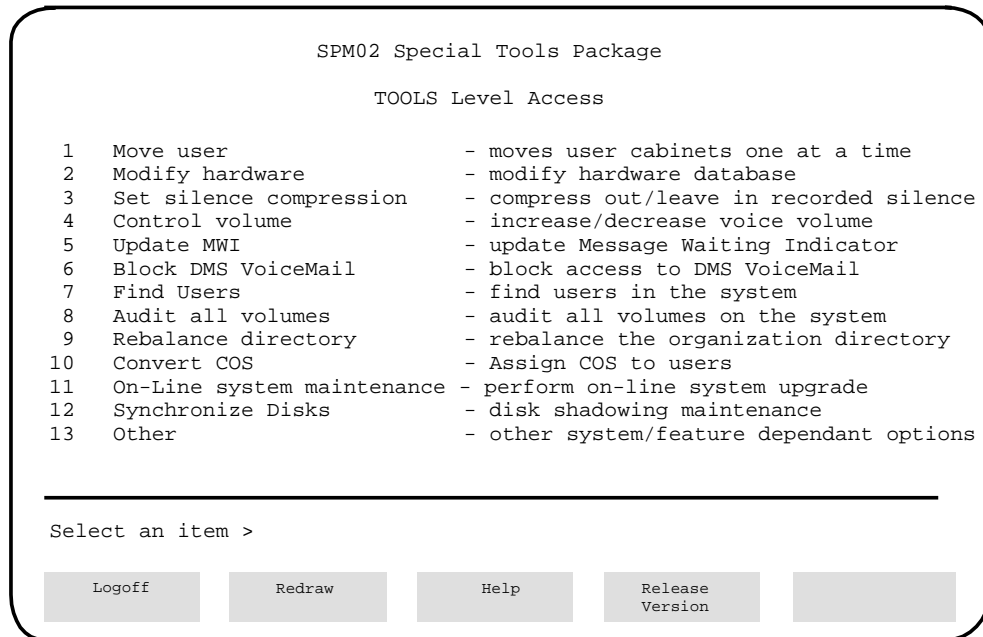 SPM02 Special Tools Package
TOOLS Level Access
1 Move user - moves user cabinets one at a time
2 Modify hardware - modify hardware database
3 Set silence compression - compress out/leave in recorded silence
4 Control volume - increase/decrease voice volume
5 Update MWI - update Message Waiting Indicator
6 Block DMS VoiceMail - block access to DMS VoiceMail
7 Find Users - find users in the system
8 Audit all volumes - audit all volumes on the system
9 Rebalance directory - rebalance the organization directory
10 Convert COS - Assign COS to users
11 On-Line system maintenance - perform on-line system upgrade
12 Synchronize Disks - disk shadowing maintenance
13 Other - other system/feature dependant options
Select an item >
Logoff Redraw Help Release
Version